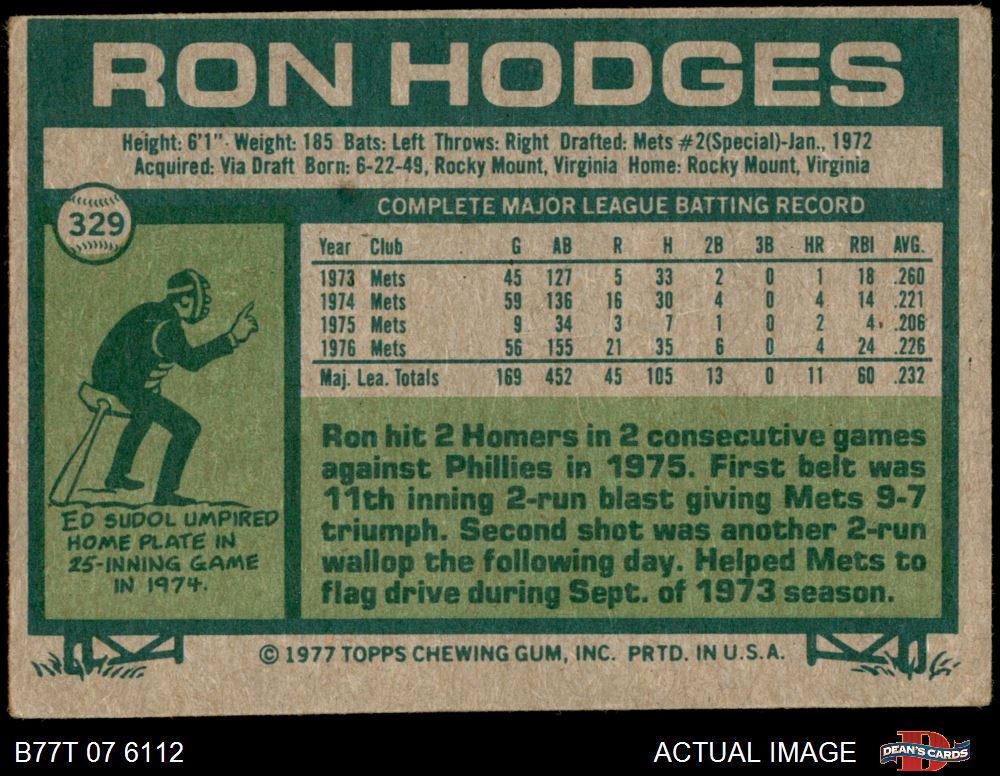 RON HODGES
Height: 6'1" Weight: 185 Bats: Left Throws: Right Drafted: Mets #2(Special)-Jan., 1972
Acquired: Via Draft Born: 6-22-49, Rocky Mount, Virginia Home: Rocky Mount, Virginia
329
COMPLETE MAJOR LEAGUE BATTING RECORD
Year Club G AB R H 2B 3B HR RBI AVG.
1973 Mets 45 127 5 33 2 0 1 18 .260
1974 Mets 59 136 16 30 4 0 4 14 .221
1975 Mets 9 34 3 7 1 0 2 4 .206
1976 Mets 56 155 21 35 6 0 4 24 .226
Maj. Lea. Totals 169 452 45 105 13 0 11 60 .232
ED SUDOL UMPIRED
HOME PLATE IN
25-INNING GAME
IN 1974.
Ron hit 2 Homers in 2 consecutive games
against Phillies in 1975. First belt was
11th inning 2-run blast giving Mets 9-7
triumph. Second shot was another 2-run
wallop the following day. Helped Mets to
flag drive during Sept. of 1973 season.
© 1977 TOPPS CHEWING GUM, INC. PRTD. IN U.S.A.
B77T 07 6112
ACTUAL IMAGE
D
DEAN'S CARDS